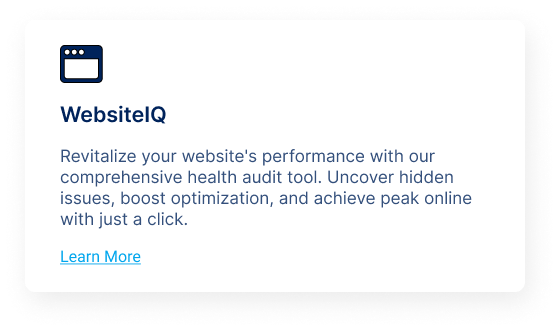 WebsiteIQ
Revitalize your website's performance with our
comprehensive health audit tool. Uncover hidden
issues, boost optimization, and achieve peak online
with just a click.
Learn More